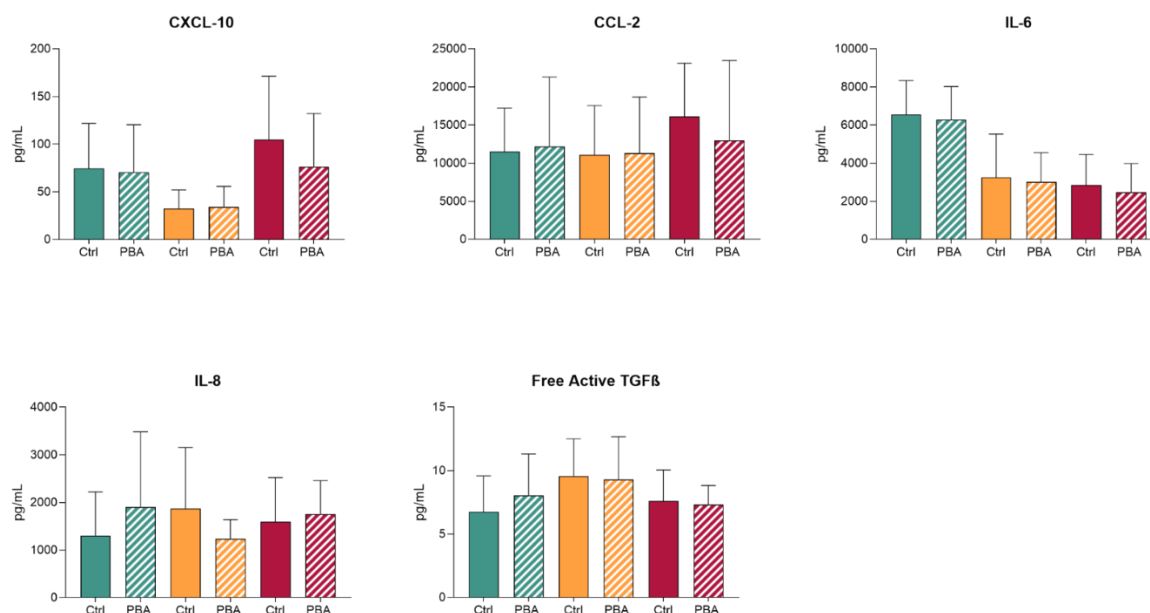 CXCL-10
200
150
100
50
0
pg/mL
Ctrl PBA Ctrl PBA Ctrl PBA
CCL-2
25000
20000
15000
10000
5000
0
pg/mL
Ctrl PBA Ctrl PBA Ctrl PBA
IL-6
10000
8000
6000
4000
2000
0
pg/mL
Ctrl PBA Ctrl PBA Ctrl PBA
IL-8
4000
3000
2000
1000
0
pg/mL
Ctrl PBA Ctrl PBA Ctrl PBA
Free Active TGFß
15
10
5
0
pg/mL
Ctrl PBA Ctrl PBA Ctrl PBA